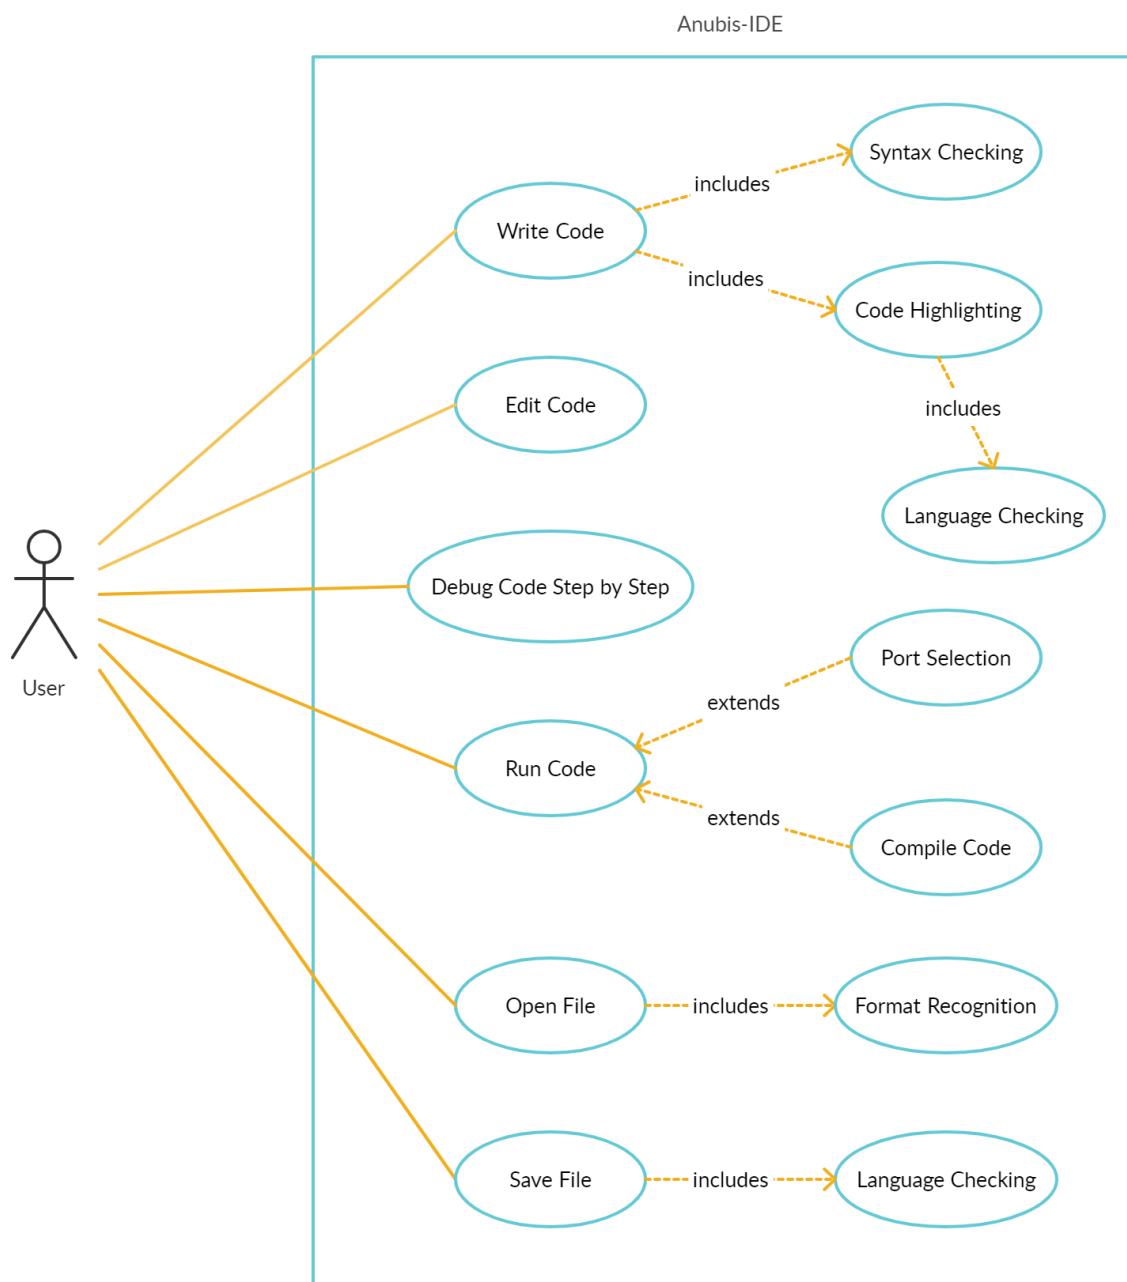 Anubis-IDE
Syntax Checking
includes
Write Code
includes
Code Highlighting
Edit Code
includes
Language Checking
Debug Code Step by Step
Port Selection
User
extends
Run Code
extends
Compile Code
Open File
includes
Format Recognition
Save File
includes
Language Checking